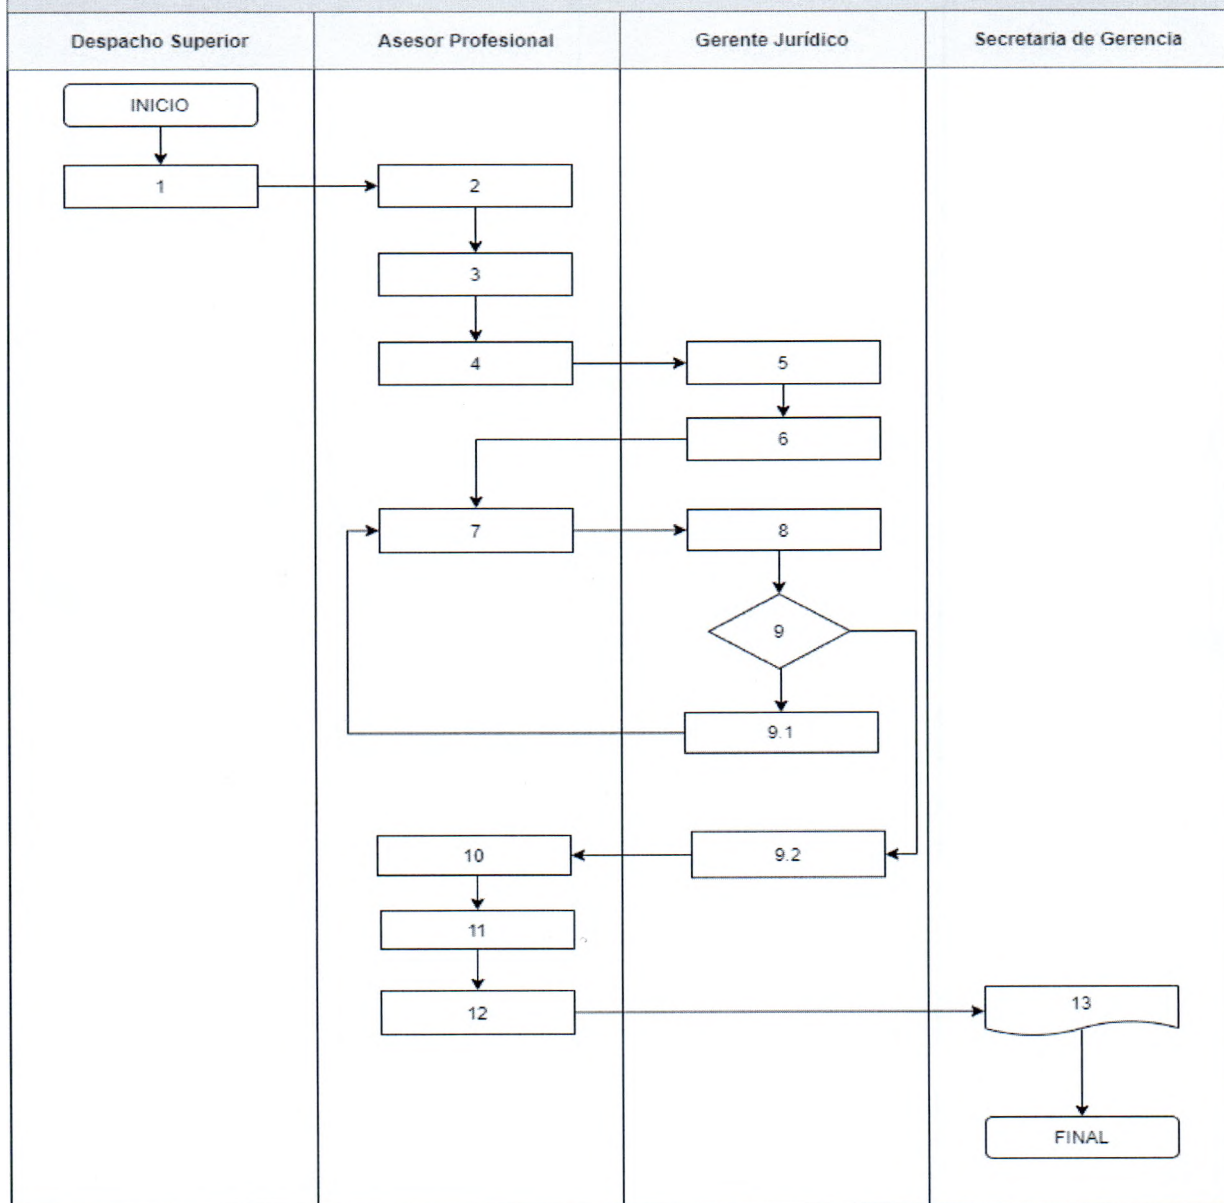 Despacho Superior
Asesor Profesional
Gerente Jurídico
Secretaria de Gerencia
INICIO
1
2
3
4
5
6
7
8
9
9.1
9.2
10
11
12
13
FINAL